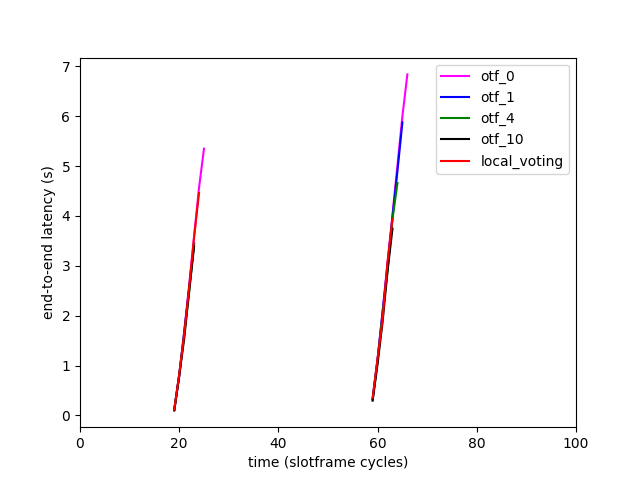 7
6
5
4
3
2
1
0
end-to-end latency (s)
otf_0
otf_1
otf_4
otf_10
local_voting
0 20 40 60 80 100
time (slotframe cycles)